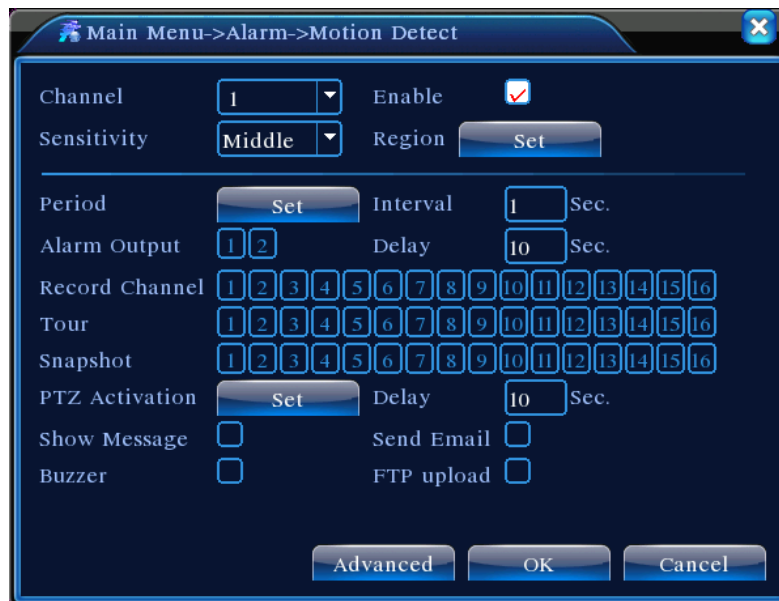 Main Menu->Alarm->Motion Detect
Channel 1 Enable
Sensitivity Middle Region Set
Period Set Interval 1 Sec.
Alarm Output 1 2 Delay 10 Sec.
Record Channel 1 2 3 4 5 6 7 8 9 10 11 12 13 14 15 16
Tour 1 2 3 4 5 6 7 8 9 10 11 12 13 14 15 16
Snapshot 1 2 3 4 5 6 7 8 9 10 11 12 13 14 15 16
PTZ Activation Set Delay 10 Sec.
Show Message Send Email
Buzzer FTP upload
Advanced OK Cancel